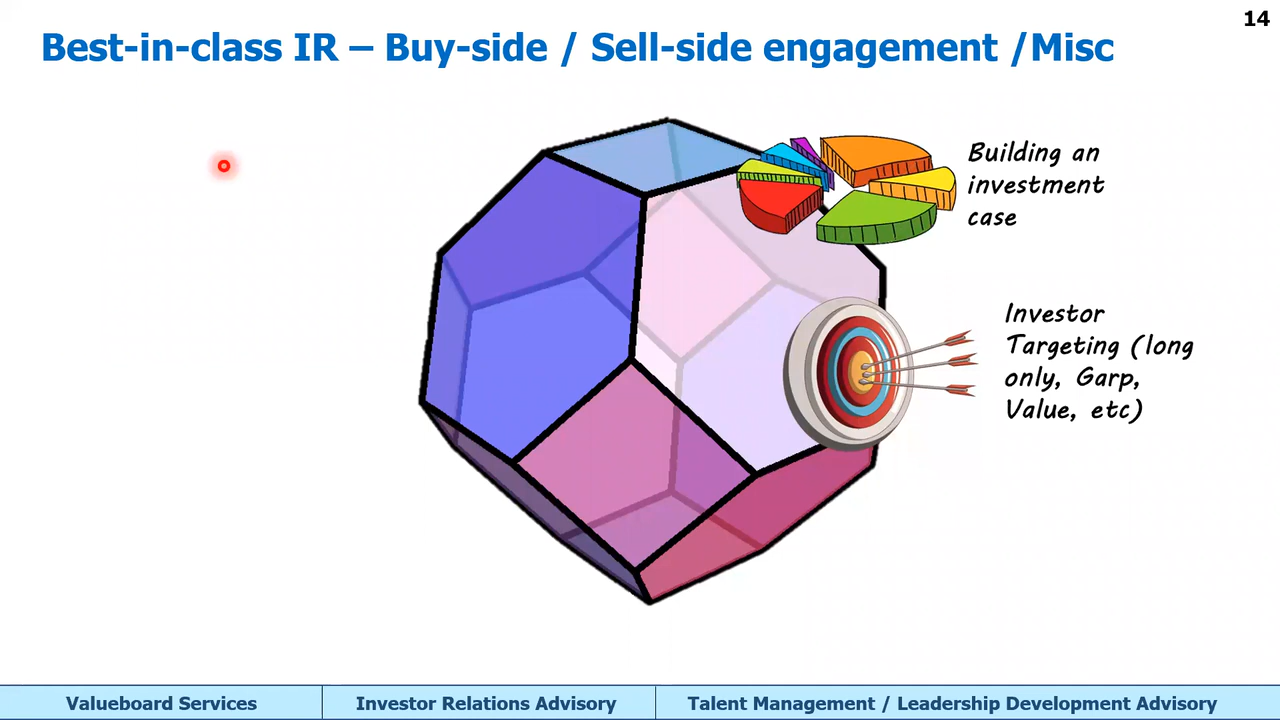 14
Best-in-class IR – Buy-side / Sell-side engagement /Misc
Building an
investment
case
Investor
Targeting (long
only, Garp,
Value, etc)
Valueboard Services
Investor Relations Advisory
Talent Management / Leadership Development Advisory